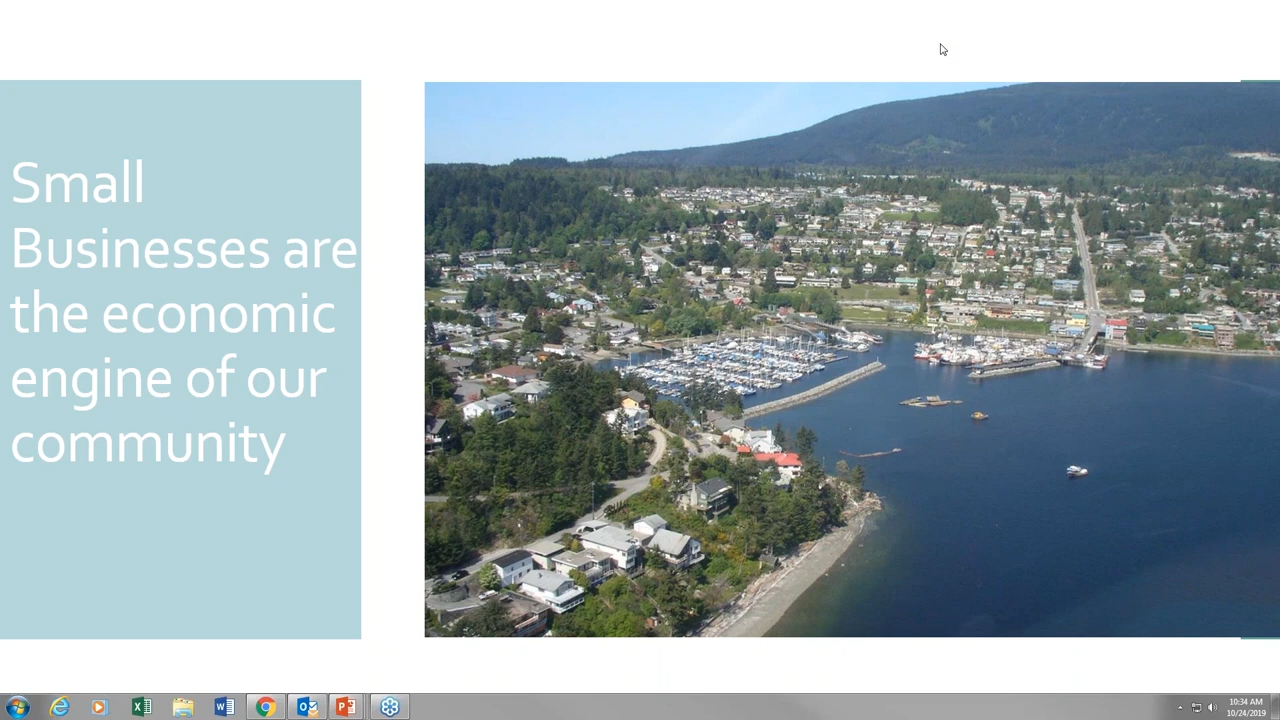 Small
Businesses are
the economic
engine of our
community
10:34 AM
10/24/2019